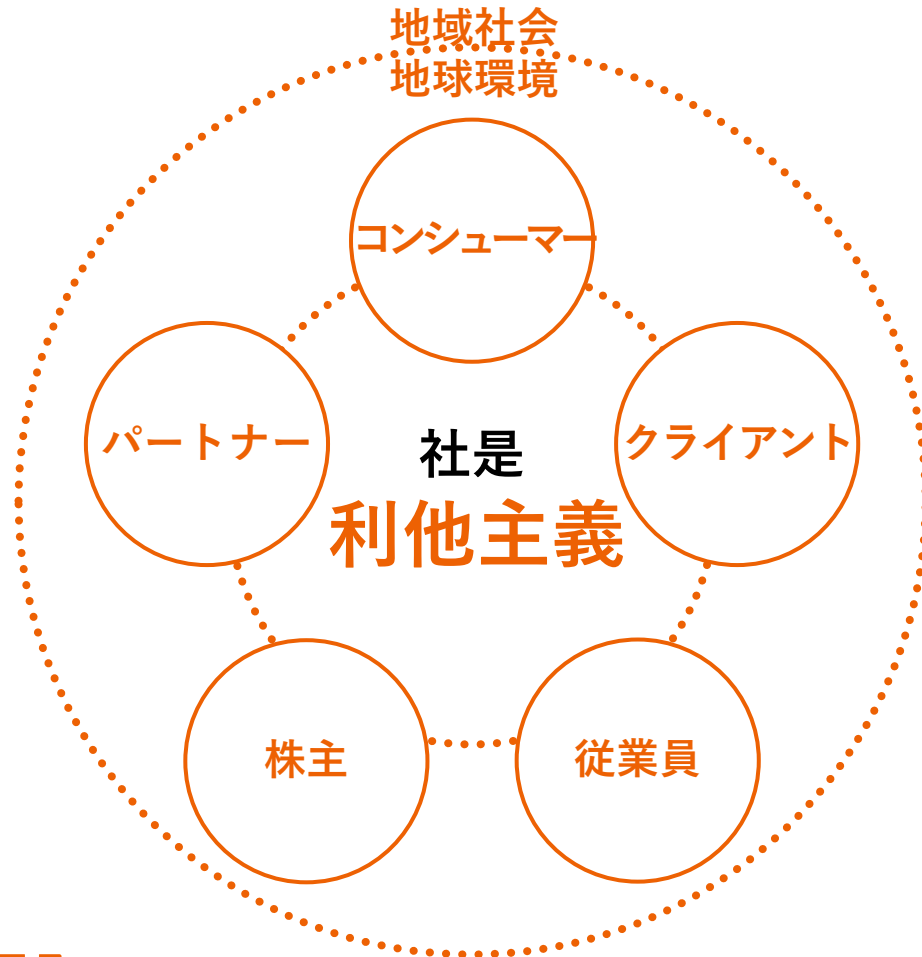 地域社会
地球環境
コンシューマー
パートナー
クライアント
社是
利他主義
株主
従業員